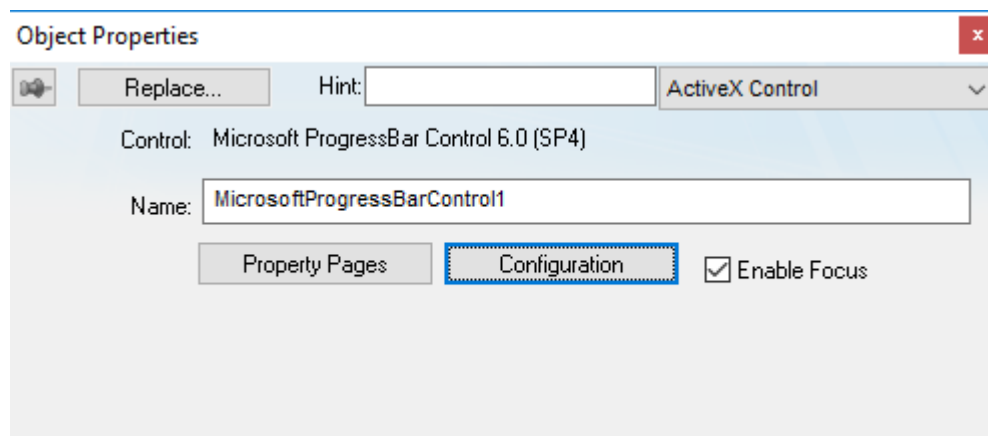 Object Properties
x
Replace... Hint: ActiveX Control
Control: Microsoft ProgressBar Control 6.0 (SP4)
Name: MicrosoftProgressBarControl1
Property Pages Configuration Enable Focus